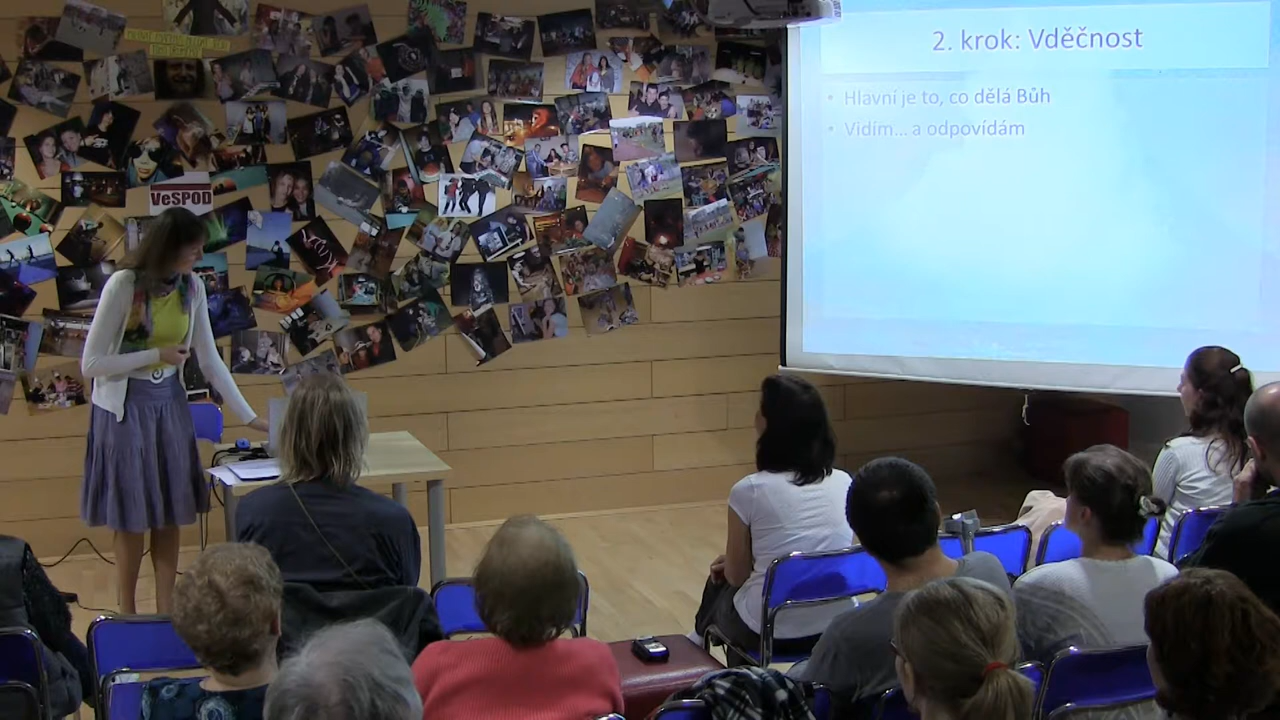 2. krok: Vděčnost
• Hlavní je to, co dělá Bůh
• Vidím... a odpovídám
VeSPOD